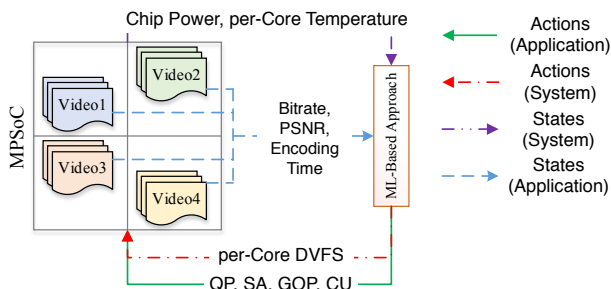 Chip Power, per-Core Temperature
MPSoC
Video1
Video2
Video3
Video4
Bitrate,
PSNR,
Encoding
Time
ML-Based Approach
per-Core DVFS
QP, SA, GOP, CU
Actions
(Application)
Actions
(System)
States
(System)
States
(Application)